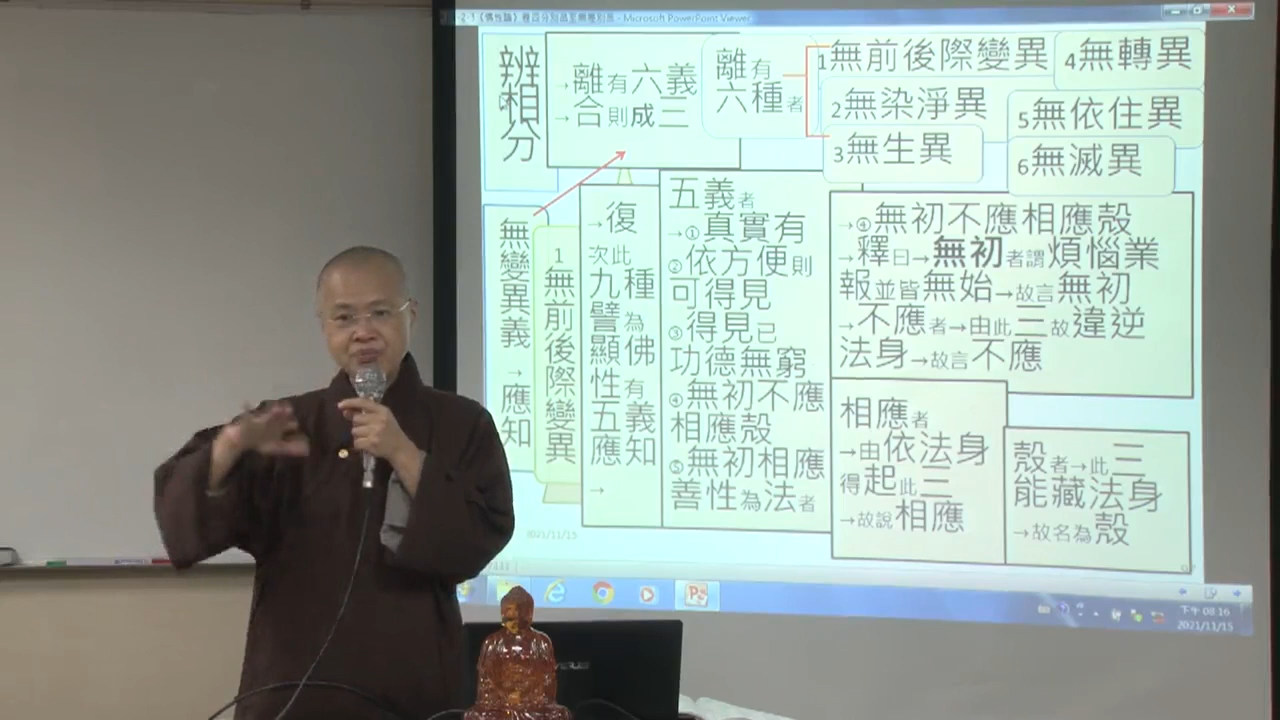 2-3《佛性論》卷四分別品至無變別品 - Microsoft PowerPoint Viewer
辨相分
→離有六義
→合則成三
離有
六種者
1無前後際變異
2無染淨異
3無生異
4無轉異
5無依住異
6無滅異
無變異義→應知
1無前後際變異
→復
次此
九種
譬為
顯佛
性有
五義
應知
→
五義者
→①真實有
②依方便則
可得見
③得見已
功德無窮
④無初不應
相應殼
⑤無初相應
善性為法者
→④無初不應相應殼
→釋曰→無初者謂煩惱業
報並皆無始→故言無初
→不應者→由此三故違逆
法身→故言不應
相應者
→由依法身
得起此三
→故說相應
殼者→此三
能藏法身
→故名為殼
2021/11/15
下午 08:16
2021/11/15